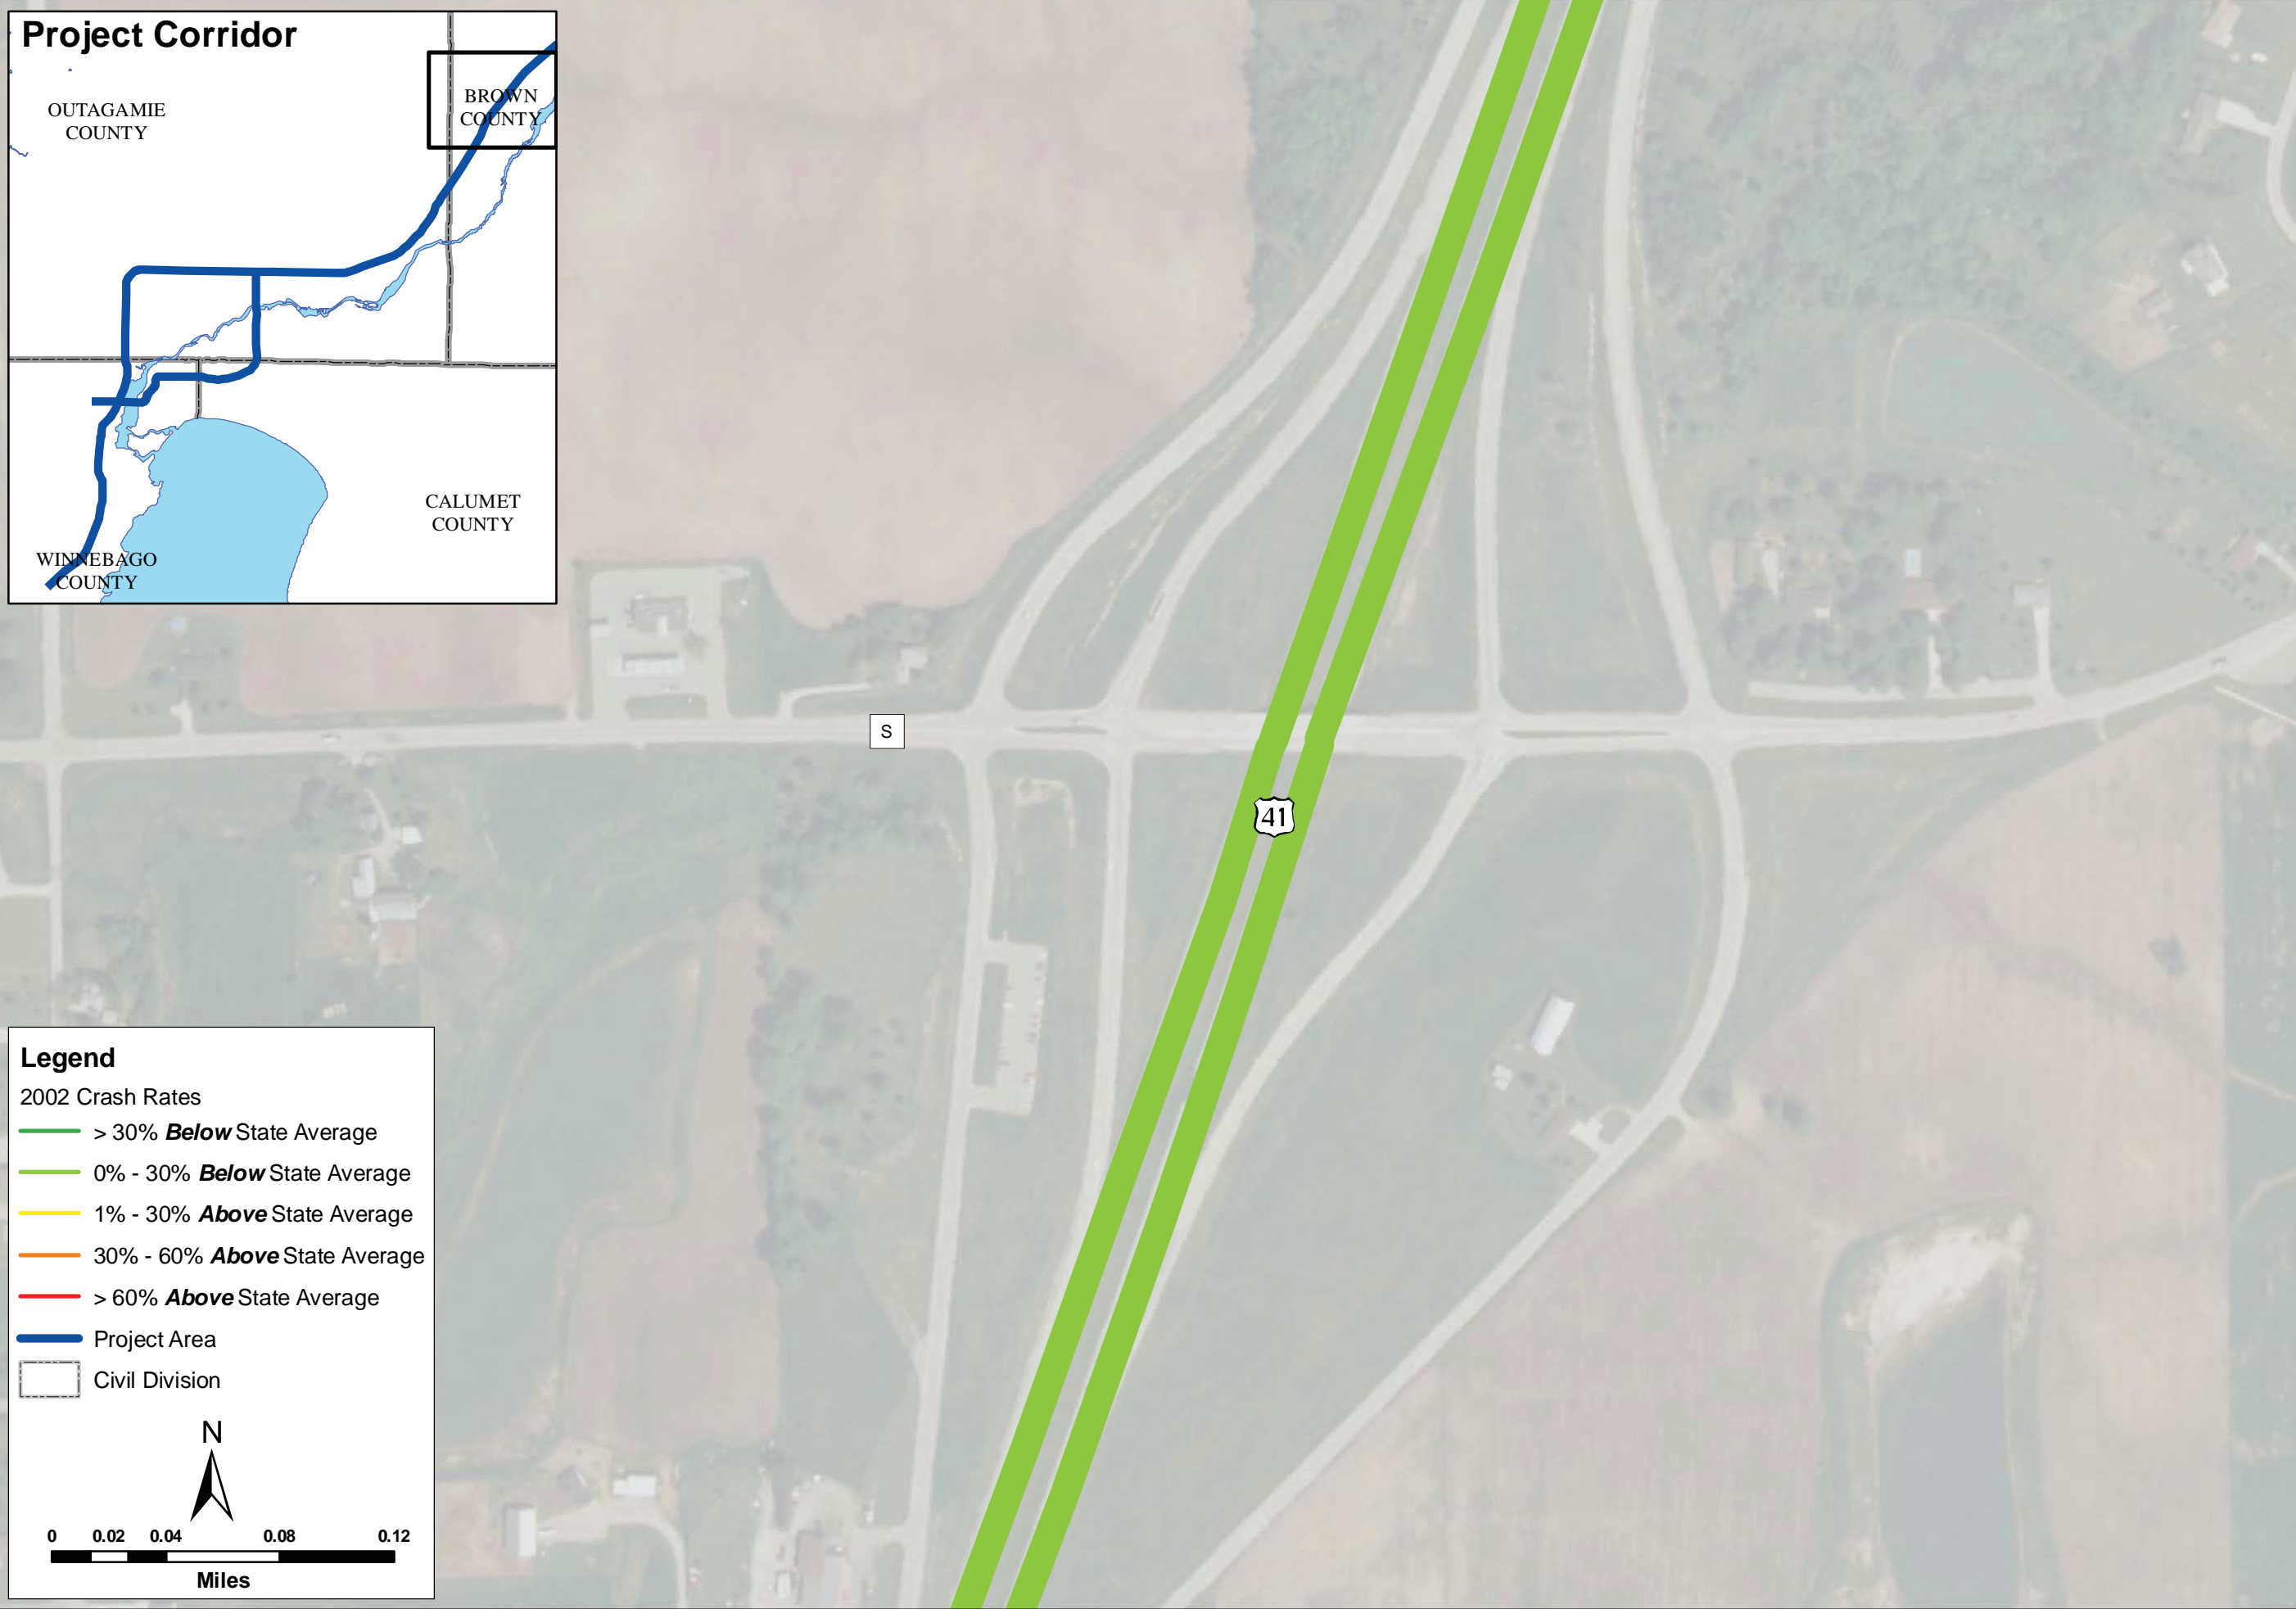 Project Corridor
OUTAGAMIE
COUNTY
BROWN
COUNTY
CALUMET
COUNTY
WINNEBAGO
COUNTY
S
41
Legend
2002 Crash Rates
> 30% Below State Average
0% - 30% Below State Average
1% - 30% Above State Average
30% - 60% Above State Average
> 60% Above State Average
Project Area
Civil Division
N
0 0.02 0.04 0.08 0.12
Miles